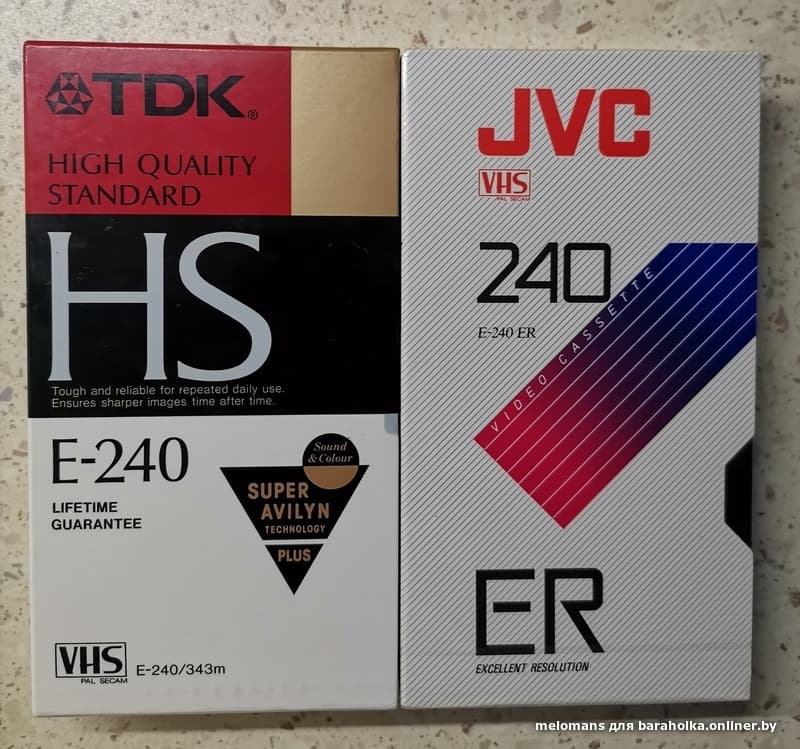 TDK®
HIGH QUALITY
STANDARD
HS
Tough and reliable for repeated daily use.
Ensures sharper images time after time.
E-240
LIFETIME
GUARANTEE
Sound
& Colour
SUPER
AVILYN
TECHNOLOGY
PLUS
VHS
PAL SECAM
E-240/343m
JVC
VHS
PAL SECAM
240
E-240 ER
VIDEO CASSETTE
ER
EXCELLENT RESOLUTION
melomans для baraholka.onliner.by